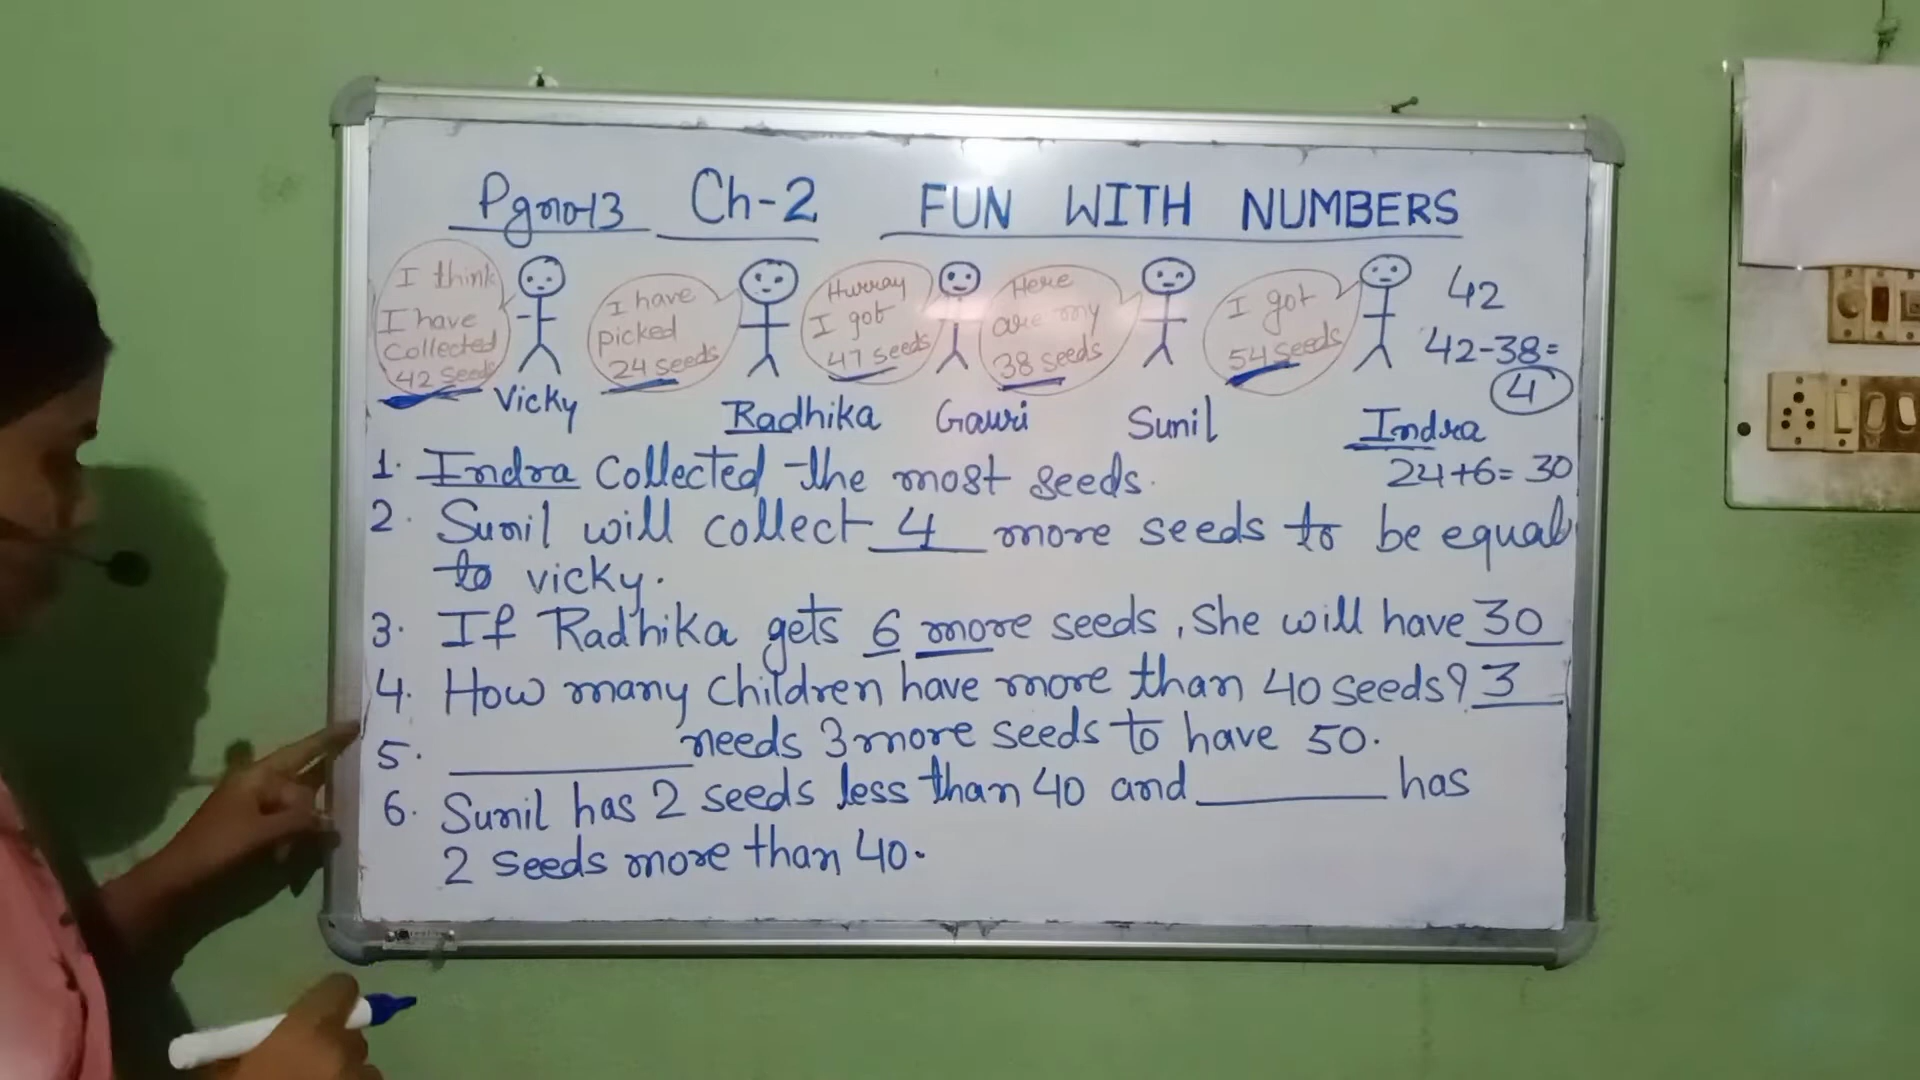 Pg no-13 Ch-2 FUN WITH NUMBERS
I think
I have
Collected
42 Seeds
I have
picked
24 seeds
Hurray
I got
47 seeds
Here
are my
38 seeds
I got
54 seeds
42
42-38=
4
Vicky Radhika Gauri Sunil Indra
24+6=30
1. Indra Collected the most seeds.
2. Sunil will collect 4 more seeds to be equal
to vicky.
3. If Radhika gets 6 more seeds, She will have 30
4. How many children have more than 40 seeds? 3
5. __________ needs 3 more seeds to have 50.
6. Sunil has 2 seeds less than 40 and ________ has
2 seeds more than 40.